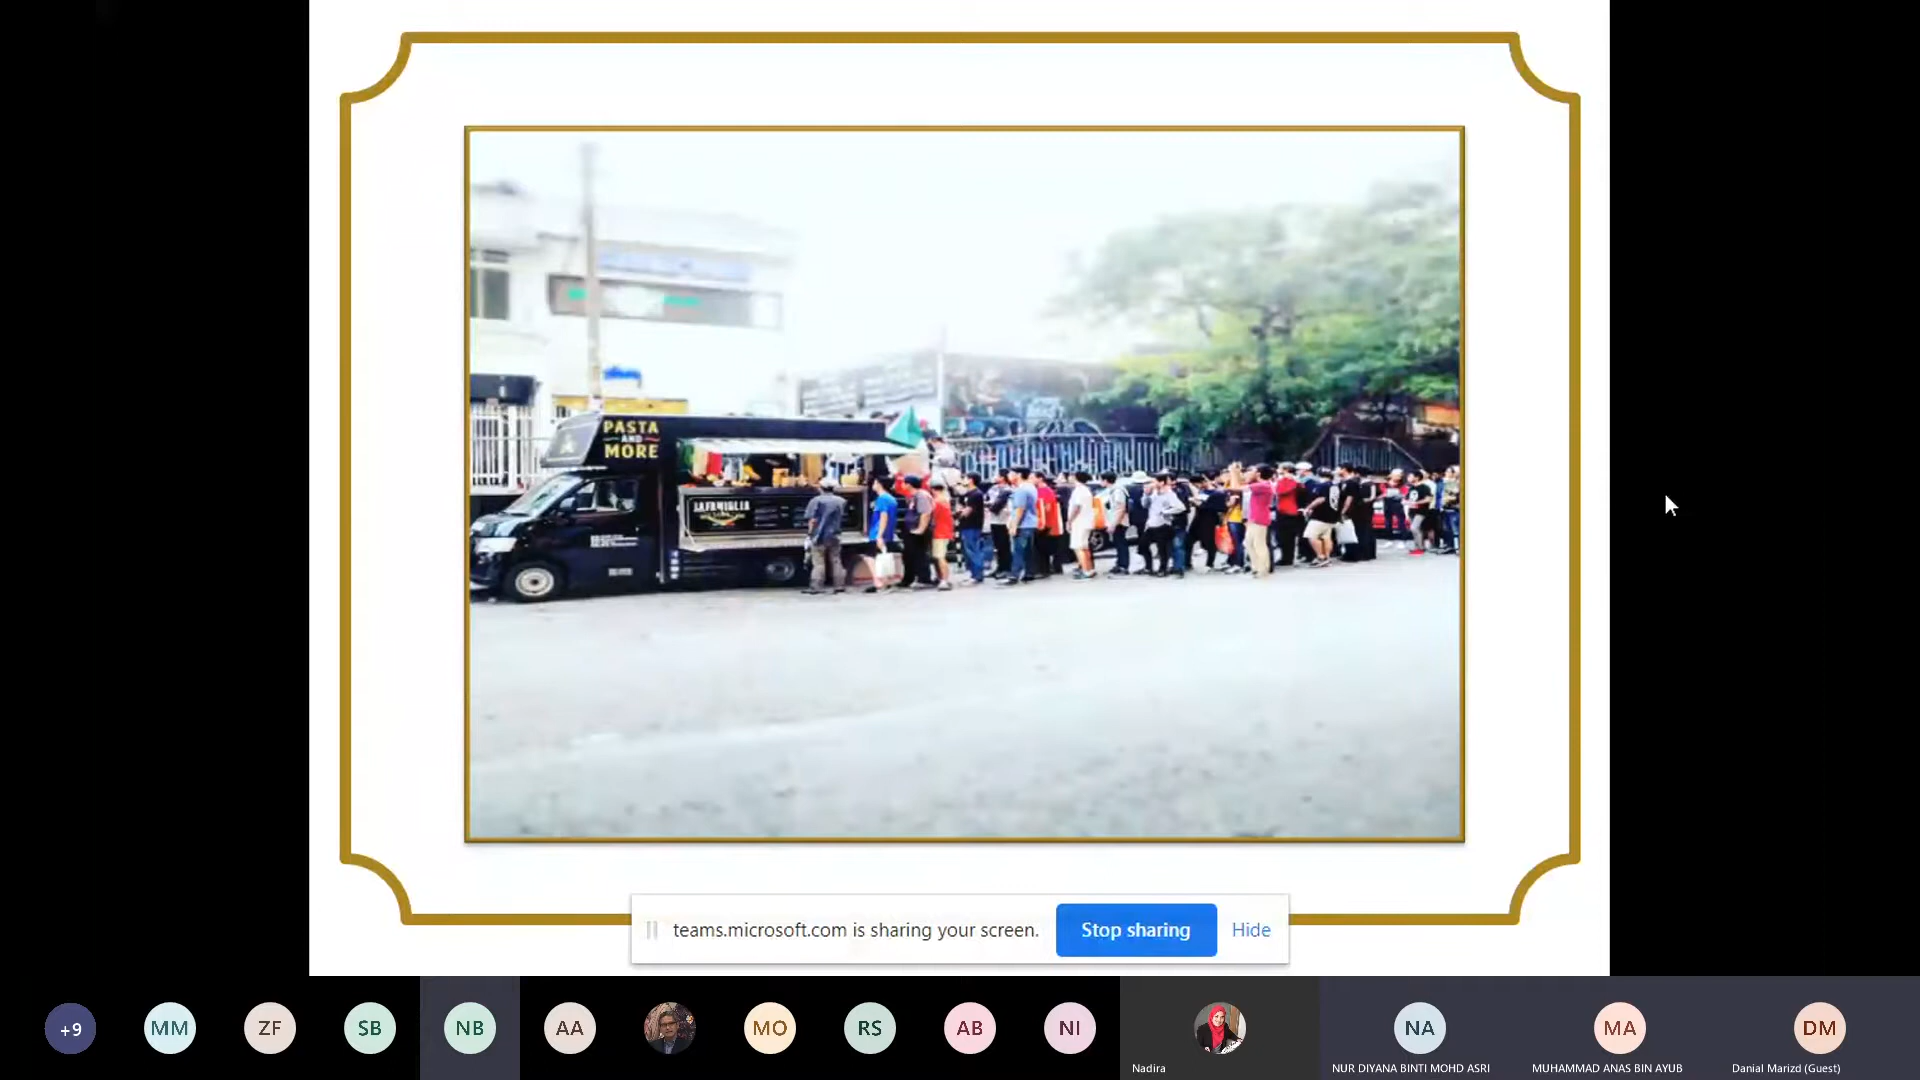 PASTA
AND
MORE
LAFAMIGLIA
teams.microsoft.com is sharing your screen.
Stop sharing
Hide
+9
MM
ZF
SB
NB
AA
MO
RS
AB
NI
NA
MA
DM
Nadira
NUR DIYANA BINTI MOHD ASRI
MUHAMMAD ANAS BIN AYUB
Danial Marizd (Guest)